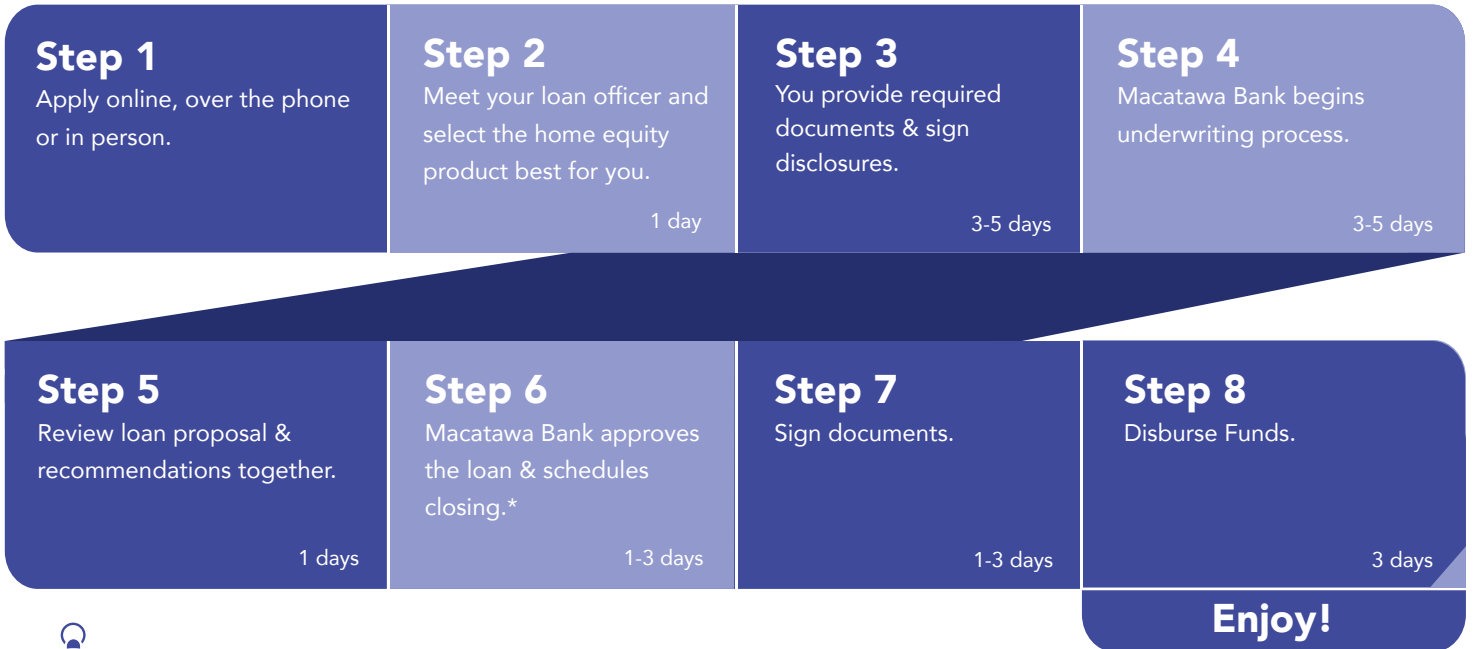 Step 1
Apply online, over the phone
or in person.
Step 2
Meet your loan officer and
select the home equity
product best for you.
1 day
Step 3
You provide required
documents & sign
disclosures.
3-5 days
Step 4
Macatawa Bank begins
underwriting process.
3-5 days
Step 5
Review loan proposal &
recommendations together.
1 days
Step 6
Macatawa Bank approves
the loan & schedules
closing.*
1-3 days
Step 7
Sign documents.
1-3 days
Step 8
Disburse Funds.
3 days
Enjoy!